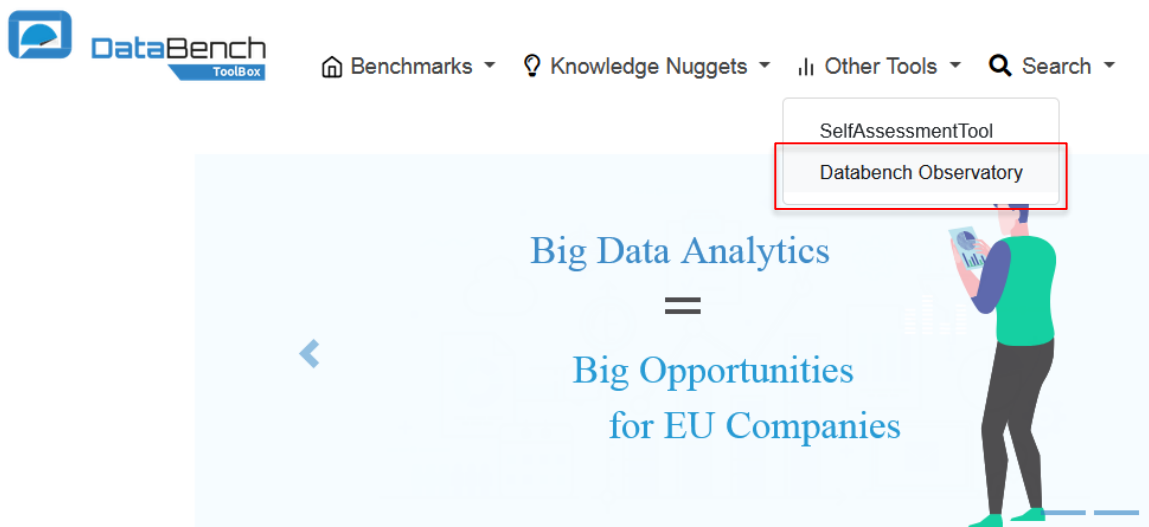 DataBench
ToolBox
Benchmarks
Knowledge Nuggets
Other Tools
Search
SelfAssessmentTool
Databench Observatory
Big Data Analytics
=
Big Opportunities
for EU Companies